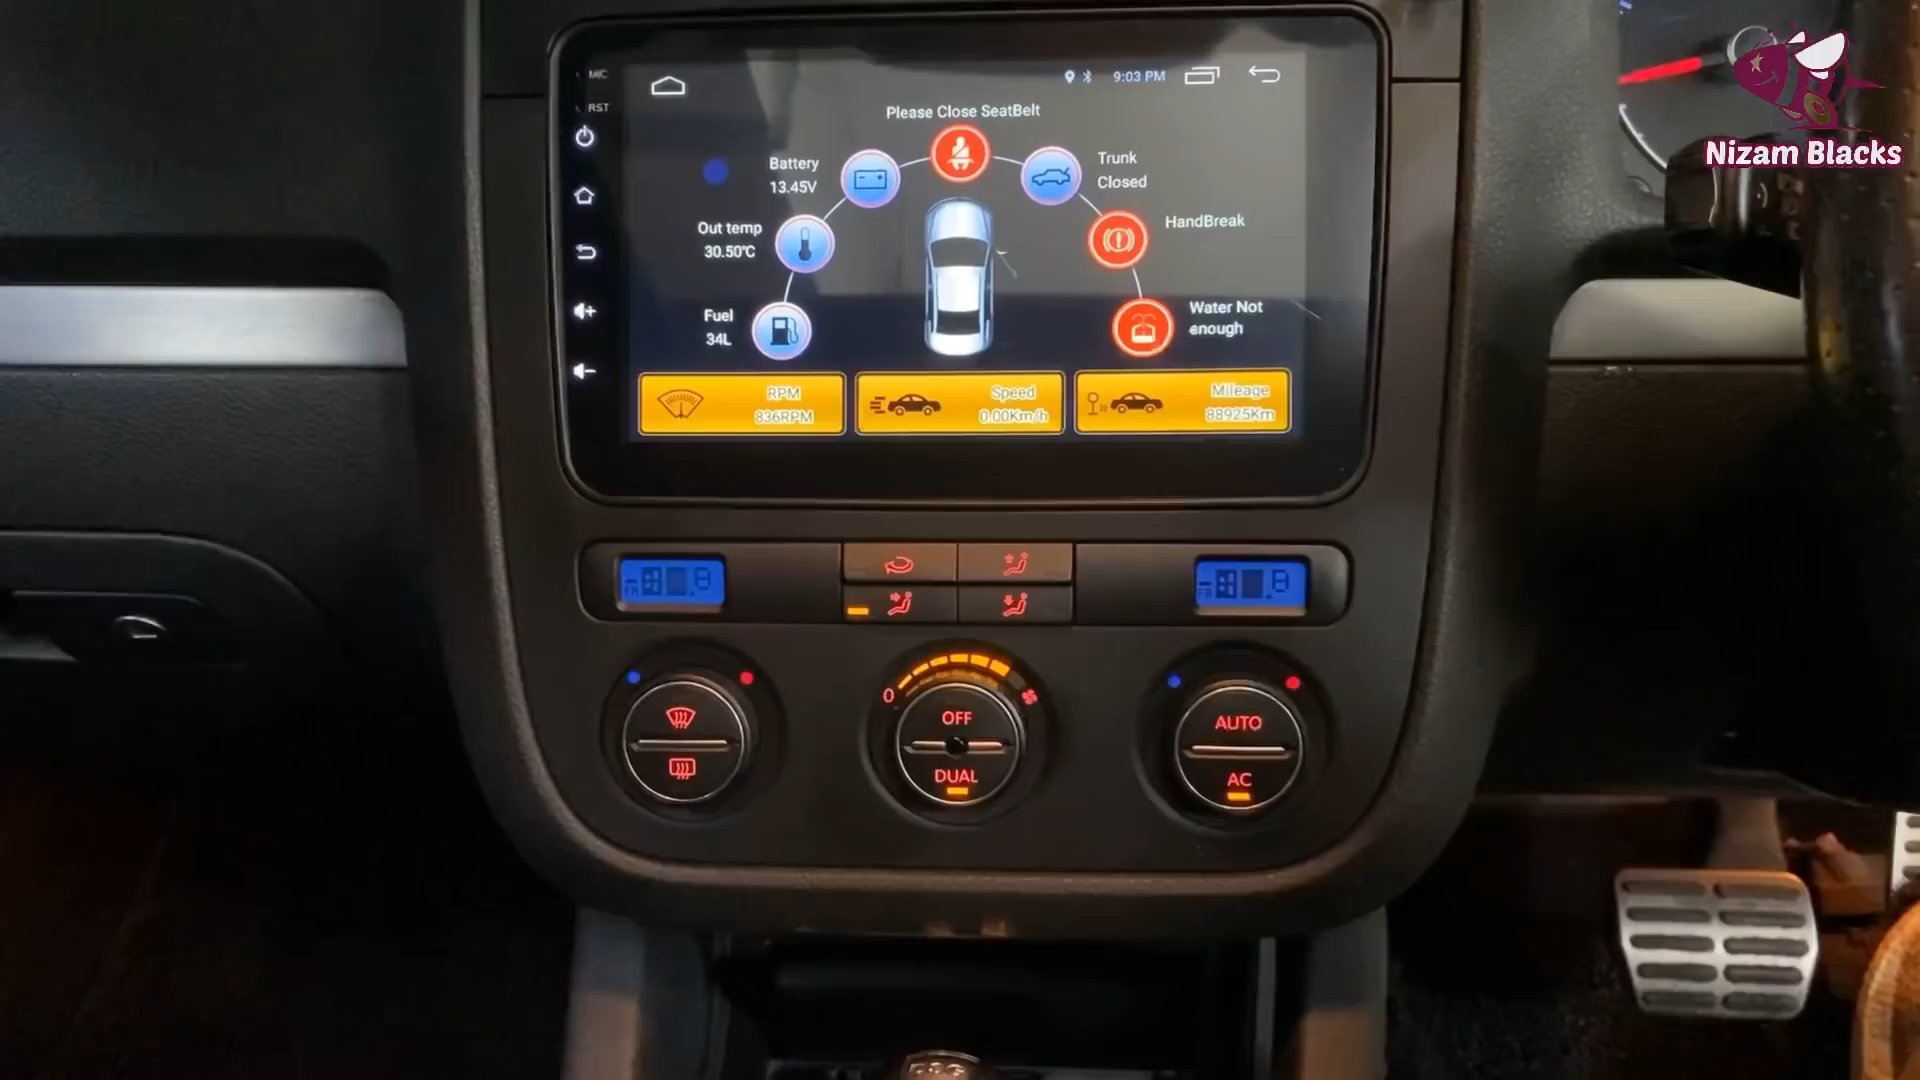 MIC
RST
9:03 PM
Please Close SeatBelt
Battery
13.45V
Trunk
Closed
Out temp
30.50℃
HandBreak
Fuel
34L
Water Not
enough
RPM
836RPM
Speed
0.00Km/h
Mileage
88925Km
Nizam Blacks
0
OFF
DUAL
AUTO
AC